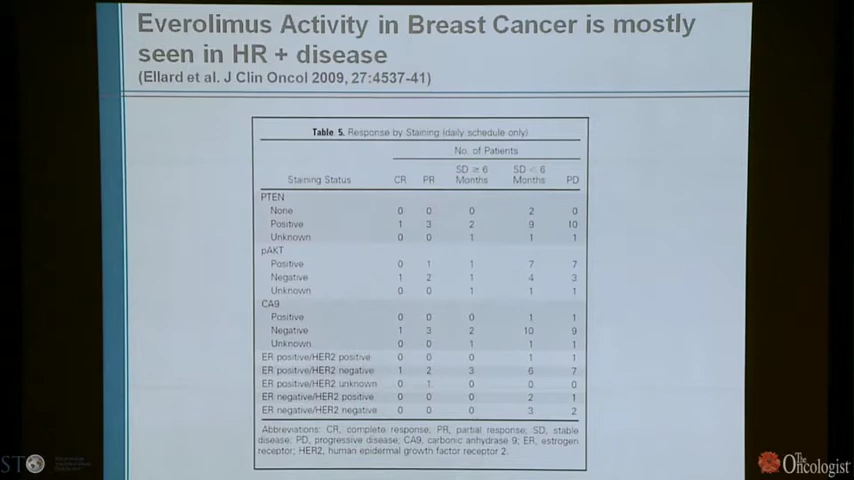 Everolimus Activity in Breast Cancer is mostly
seen in HR + disease
(Ellard et al. J Clin Oncol 2009, 27:4537-41)
Table 5. Response by Staining (daily schedule only)
No. of Patients
Staining Status CR PR SD ≥ 6 Months SD < 6 Months PD
PTEN
None 0 0 0 2 0
Positive 1 3 2 9 10
Unknown 0 0 1 1 1
pAKT
Positive 0 1 1 7 7
Negative 1 2 1 4 3
Unknown 0 0 1 1 1
CA9
Positive 0 0 0 1 1
Negative 1 3 2 10 9
Unknown 0 0 1 1 1
ER positive/HER2 positive 0 0 0 1 1
ER positive/HER2 negative 1 2 3 6 7
ER positive/HER2 unknown 0 1 0 0 0
ER negative/HER2 positive 0 0 0 2 1
ER negative/HER2 negative 0 0 0 3 2
Abbreviations: CR, complete response; PR, partial response; SD, stable
disease; PD, progressive disease; CA9, carbonic anhydrase 9; ER, estrogen
receptor; HER2, human epidermal growth factor receptor 2.
The
Oncologist